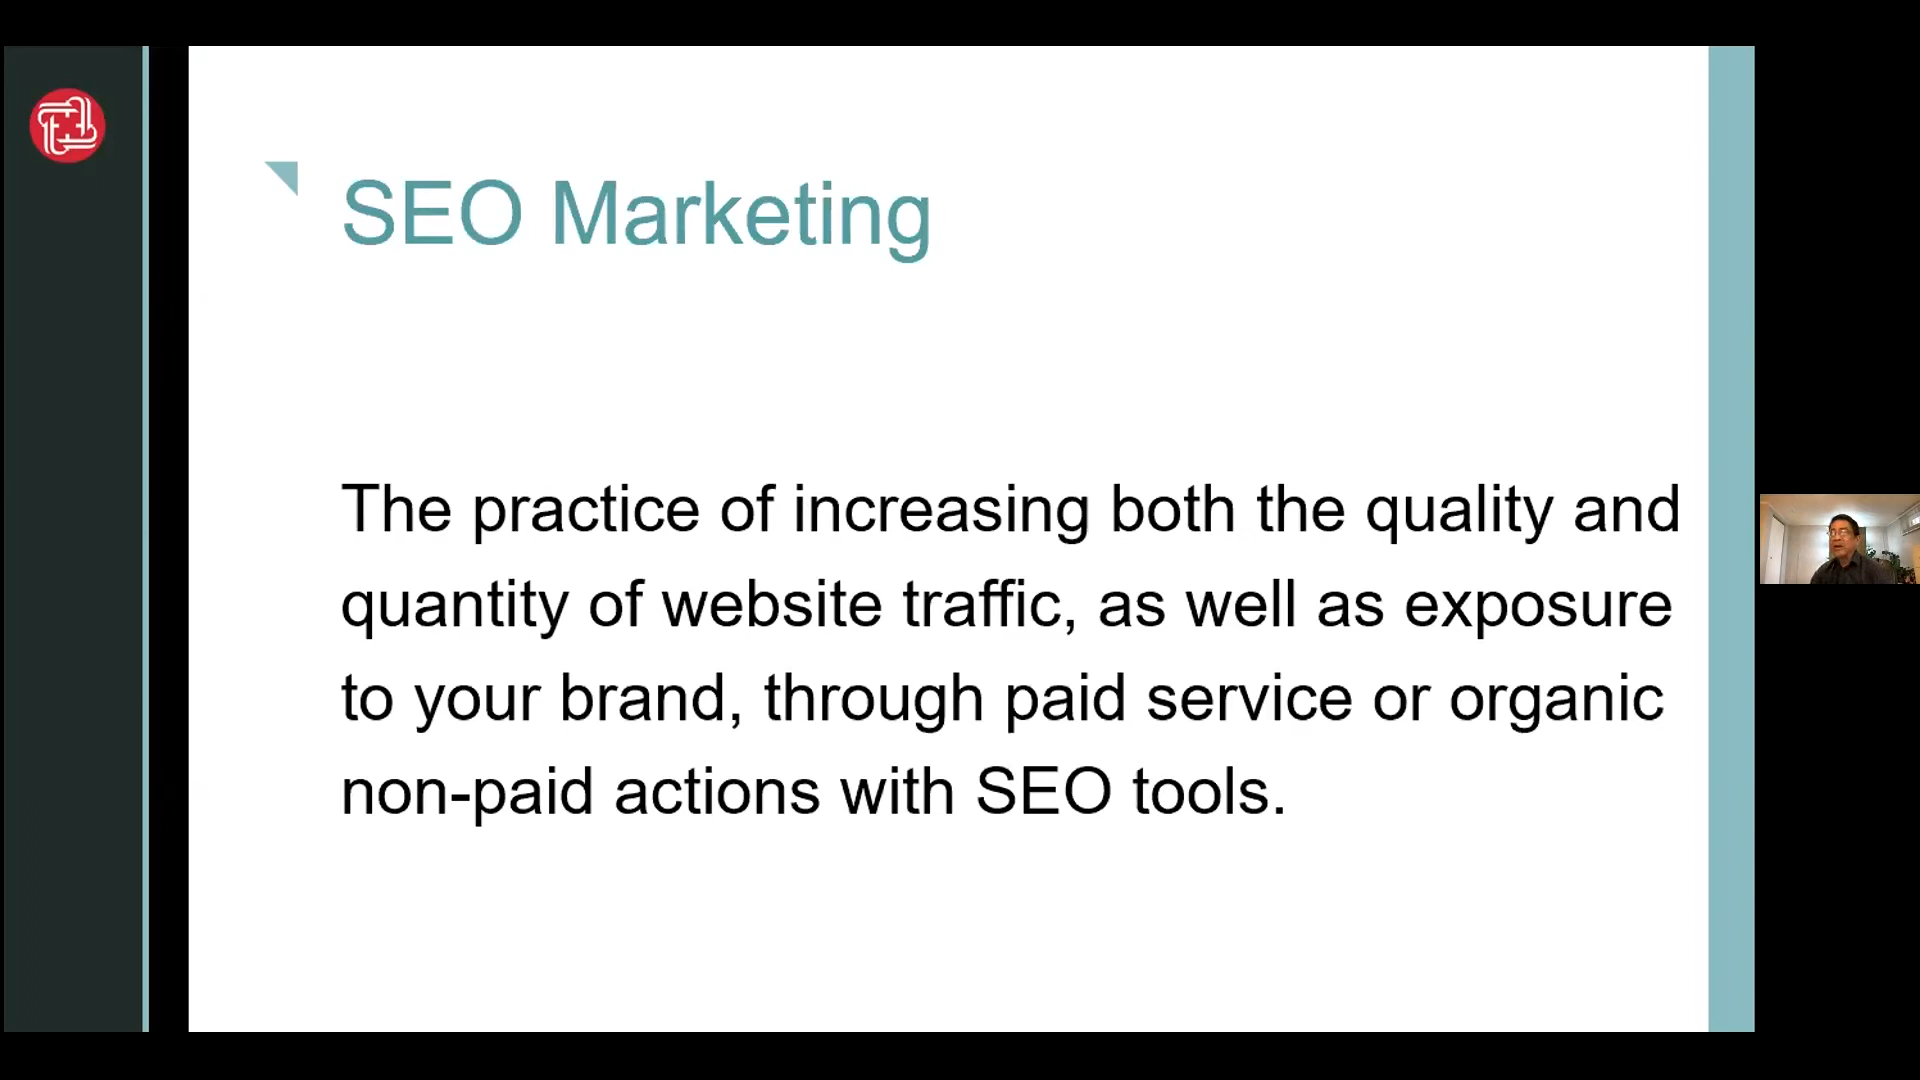 SEO Marketing
The practice of increasing both the quality and
quantity of website traffic, as well as exposure
to your brand, through paid service or organic
non-paid actions with SEO tools.